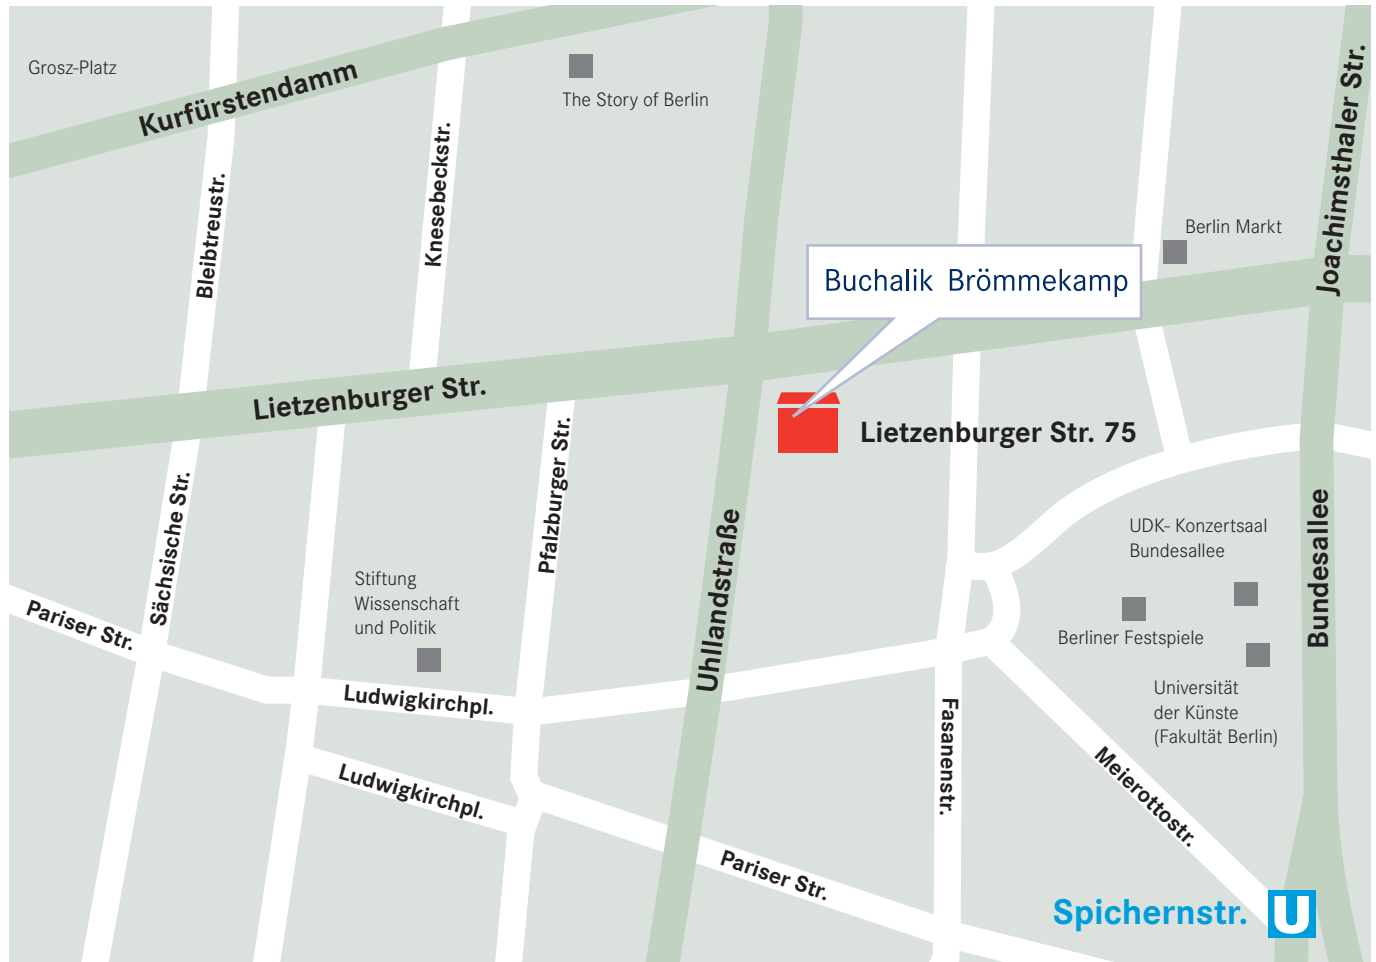 Grosz-Platz
Kurfürstendamm
The Story of Berlin
Joachimsthaler Str.
Bleibtreustr.
Knesebeckstr.
Berlin Markt
Buchalik Brömmekamp
Lietzenburger Str.
Lietzenburger Str. 75
Sächsische Str.
Pfalzburger Str.
Uhllandstraße
UDK- Konzertsaal
Bundesallee
Bundesallee
Stiftung
Wissenschaft
und Politik
Pariser Str.
Berliner Festspiele
Universität
der Künste
(Fakultät Berlin)
Ludwigkirchpl.
Fasanenstr.
Meierottostr.
Ludwigkirchpl.
Pariser Str.
Spichernstr.
U